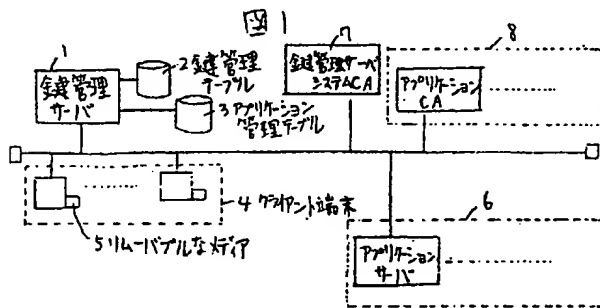 図1
1
鍵管理
サーバ
2 鍵管理
テーブル
3 アプリケーション
管理テーブル
7
鍵管理サーバ
システムCA
8
アプリケーション
CA
4 クライアント端末
5 リムーバブルなメディア
6
アプリケーション
サーバ